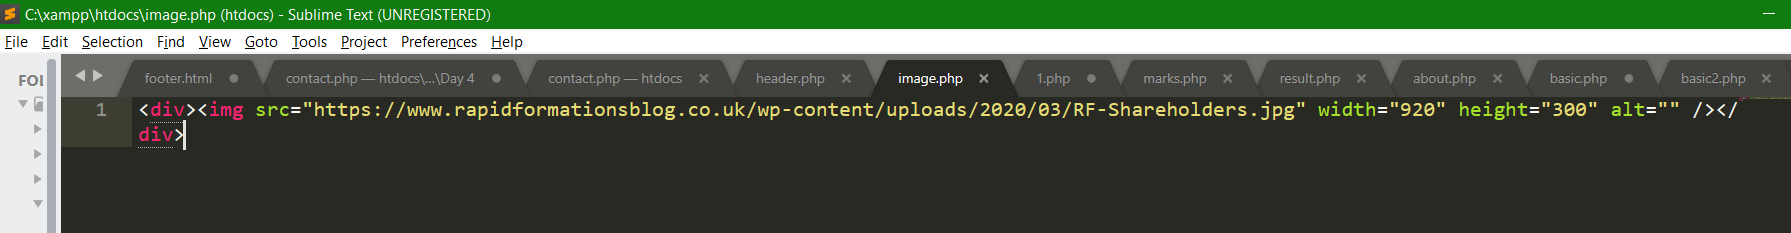 C:\xampp\htdocs\image.php (htdocs) - Sublime Text (UNREGISTERED)
File Edit Selection Find View Goto Tools Project Preferences Help
footer.html contact.php — htdocs\...\Day 4 contact.php — htdocs header.php image.php 1.php marks.php result.php about.php basic.php basic2.php
1 <div><img src="https://www.rapidformationsblog.co.uk/wp-content/uploads/2020/03/RF-Shareholders.jpg" width="920" height="300" alt="" /></
div>